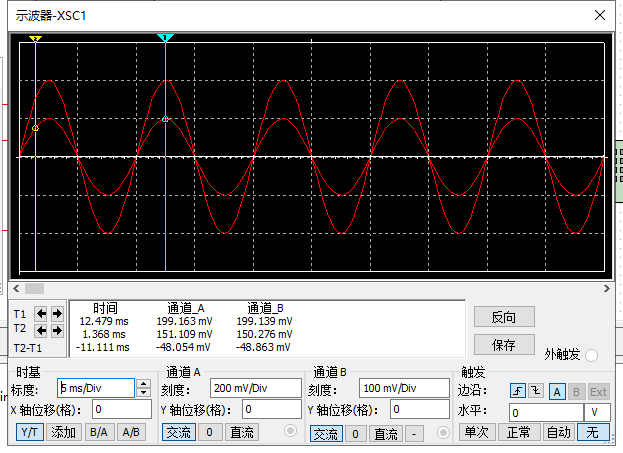 示波器-XSC1
2 1
时间 通道_A 通道_B
T1 12.479 ms 199.163 mV 199.139 mV
T2 1.368 ms 151.109 mV 150.276 mV
T2-T1 -11.111 ms -48.054 mV -48.863 mV
反向
保存
外触发
时基 通道 A 通道 B 触发
标度: 5 ms/Div 刻度: 200 mV/Div 刻度: 100 mV/Div 边沿: A B Ext
X 轴位移(格): 0 Y 轴位移(格): 0 Y 轴位移(格): 0 水平: 0 V
Y/T 添加 B/A A/B 交流 0 直流 交流 0 直流 - 单次 正常 自动 无